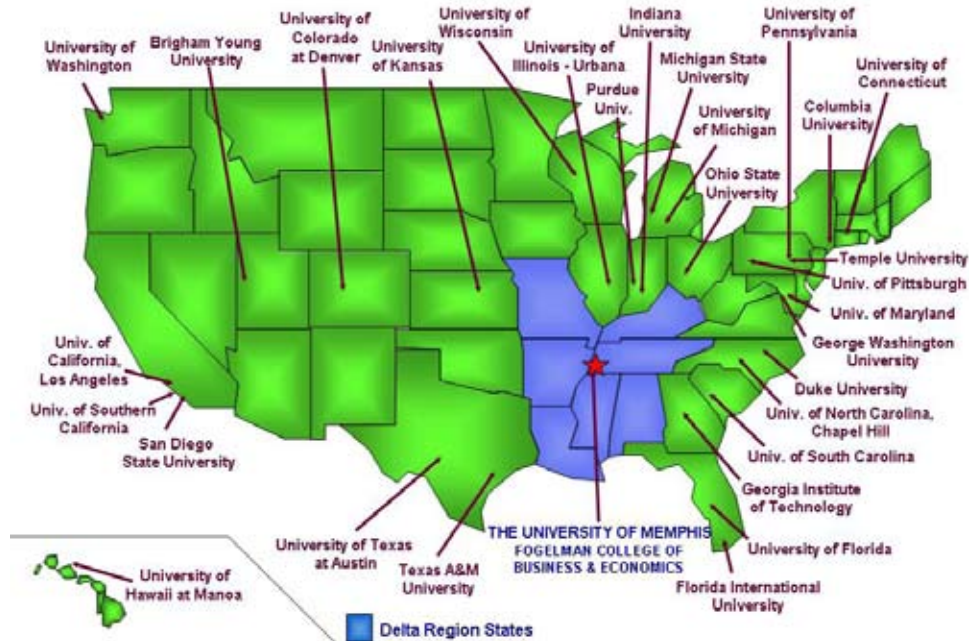 University of
Washington
Brigham Young
University
University of
Colorado
at Denver
University
of Kansas
University of
Wisconsin
University of
Illinois - Urbana
Purdue
Univ.
Indiana
University
Michigan State
University
University
of Michigan
Ohio State
University
University of
Pennsylvania
Columbia
University
University of
Connecticut
Temple University
Univ. of Pittsburgh
Univ. of Maryland
George Washington
University
Duke University
Univ. of North Carolina,
Chapel Hill
Univ. of South Carolina
Georgia Institute
of Technology
University of Florida
Florida International
University
Univ. of
California,
Los Angeles
Univ. of Southern
California
San Diego
State University
University of Texas
at Austin
Texas A&M
University
THE UNIVERSITY OF MEMPHIS
FOGELMAN COLLEGE OF
BUSINESS & ECONOMICS
University of
Hawaii at Manoa
Delta Region States